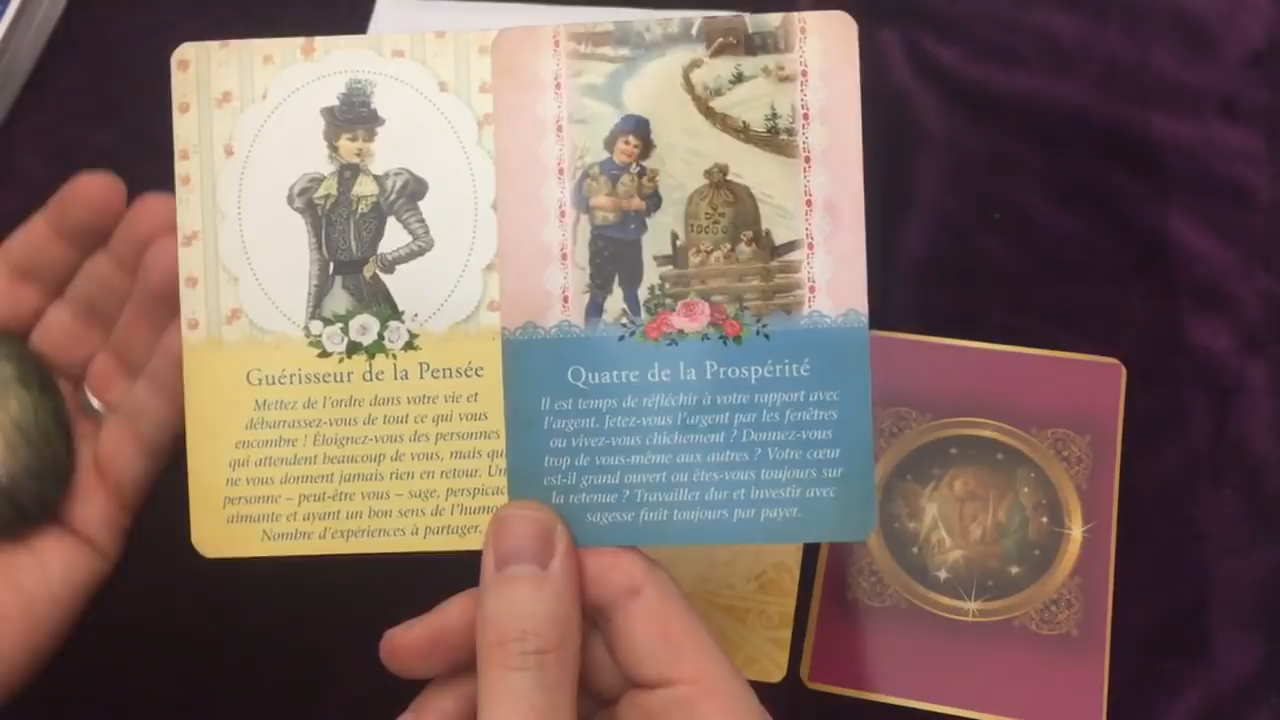 Guérisseur de la Pensée
Mettez de l'ordre dans votre vie et
débarrassez-vous de tout ce qui vous
encombre ! Éloignez-vous des personnes
qui attendent beaucoup de vous, mais qu
ne vous donnent jamais rien en retour. Un
personne – peut-être vous – sage, perspicac
aimante et ayant un bon sens de l'humo
Nombre d'expériences à partager.
Quatre de la Prospérité
Il est temps de réfléchir à votre rapport avec
l'argent. Jetez-vous l'argent par les fenêtres
ou vivez-vous chichement ? Donnez-vous
trop de vous-même aux autres ? Votre cœur
est-il grand ouvert ou êtes-vous toujours sur
la retenue ? Travailler dur et investir avec
sagesse finit toujours par payer.